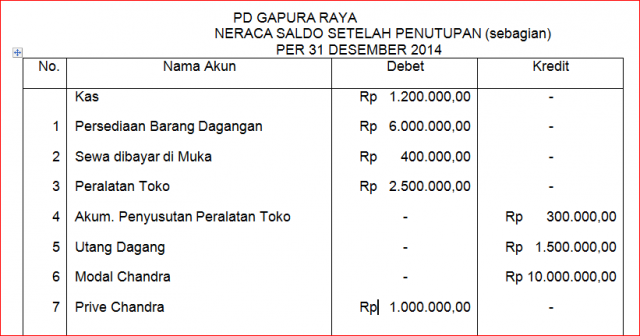 PD GAPURA RAYA
NERACA SALDO SETELAH PENUTUPAN (sebagian)
PER 31 DESEMBER 2014
No. Nama Akun Debet Kredit
Kas Rp 1.200.000,00 -
1 Persediaan Barang Dagangan Rp 6.000.000,00 -
2 Sewa dibayar di Muka Rp 400.000,00 -
3 Peralatan Toko Rp 2.500.000,00 -
4 Akum. Penyusutan Peralatan Toko - Rp 300.000,00
5 Utang Dagang - Rp 1.500.000,00
6 Modal Chandra - Rp 10.000.000,00
7 Prive Chandra Rp 1.000.000,00 -